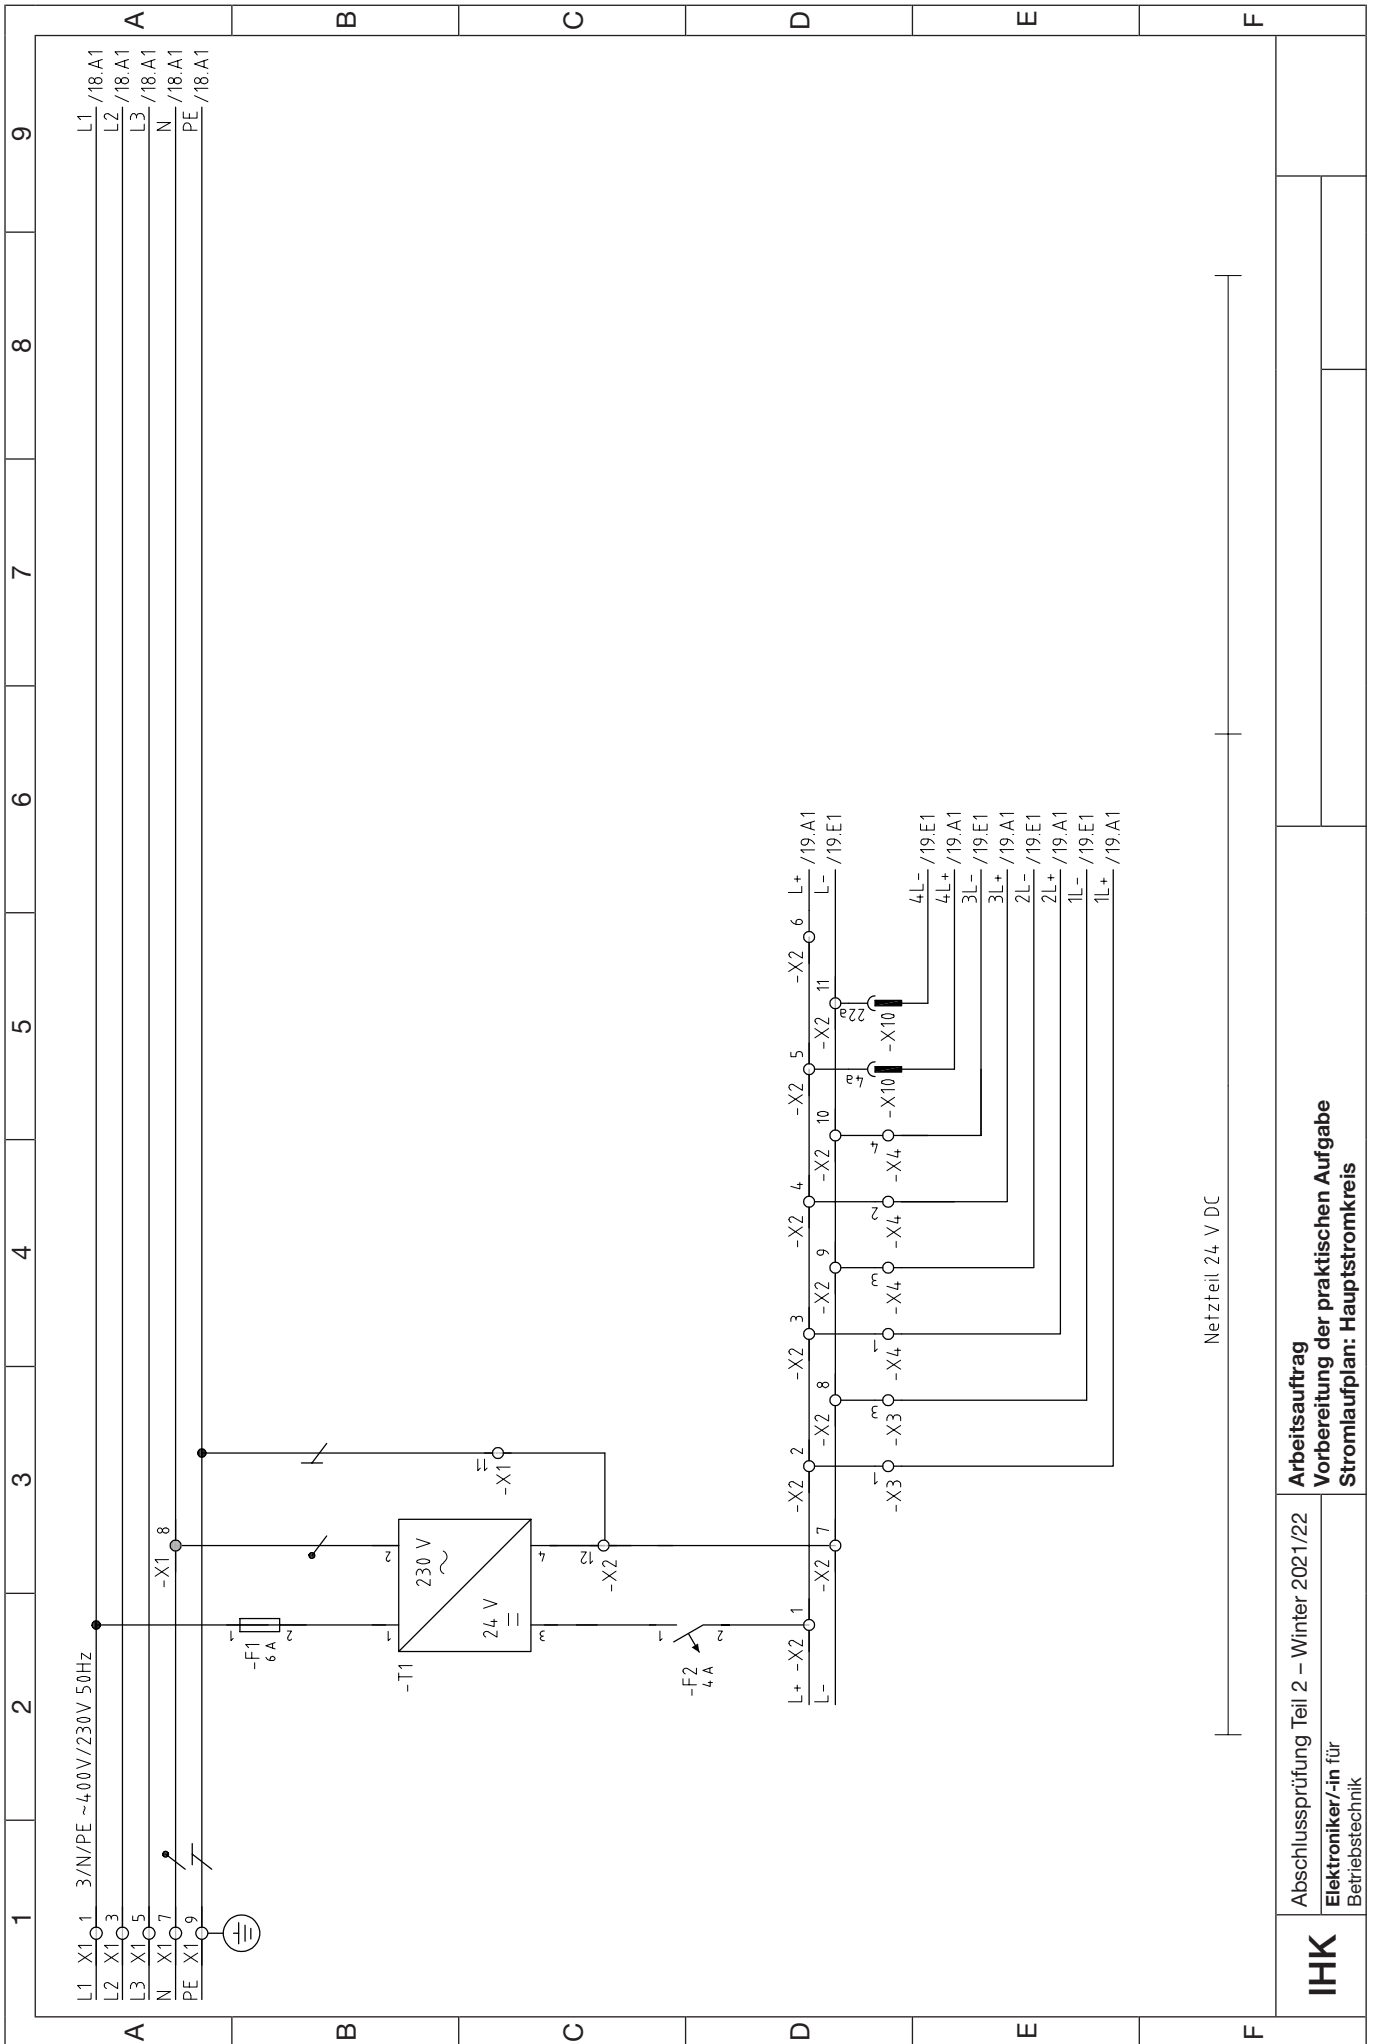 1 2 3 4 5 6 7 8 9
A
B
C
D
E
F
A
B
C
D
E
F
L1 X1 1
L2 X1 3
L3 X1 5
N X1 7
PE X1 9
3/N/PE ~400V/230V 50Hz
L1 /18.A1
L2 /18.A1
L3 /18.A1
N /18.A1
PE /18.A1
-X1 8
-F1
6 A
1
2
-T1
1
2
230 V
24 V
3
4
11
-X1
12
-X2
-F2
4 A
1
2
L+ -X2 1
L-
-X2 7
-X2 2
-X2 8
-X2 3
-X2 9
-X2 4
-X2 10
-X2 5
-X2 11
-X2 6
L+ /19.A1
L- /19.E1
1
-X3
3
-X3
1
-X4
3
-X4
2
-X4
4
-X4
4a
-X10
22a
-X10
4L- /19.E1
4L+ /19.A1
3L- /19.E1
3L+ /19.A1
2L- /19.E1
2L+ /19.A1
1L- /19.E1
1L+ /19.A1
Netzteil 24 V DC
IHK
Abschlussprüfung Teil 2 – Winter 2021/22
Elektroniker/-in für
Betriebstechnik
Arbeitsauftrag
Vorbereitung der praktischen Aufgabe
Stromlaufplan: Hauptstromkreis